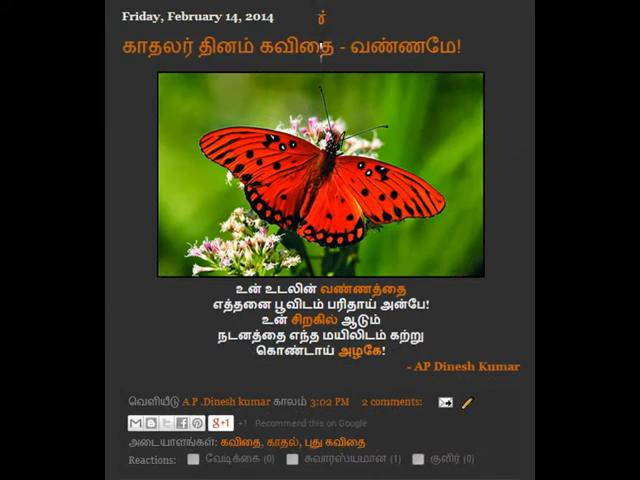 Friday, February 14, 2014
காதலர் தினம் கவிதை - வண்ணமே!
உன் உடலின் வண்ணத்தை
எத்தனை பூவிடம் பரிதாய் அன்பே!
உன் சிறகில் ஆடும்
நடனத்தை எந்த மயிலிடம் கற்று
கொண்டாய் அழகே!
- AP Dinesh Kumar
வெளியீடு A P .Dinesh kumar காலம் 3:02 PM 2 comments:
g+1 +1 Recommend this on Google
அடையாளங்கள்: கவிதை, காதல், புது கவிதை
Reactions: வேடிக்கை (0) சுவாரஸ்யமான (1) குளிர் (0)